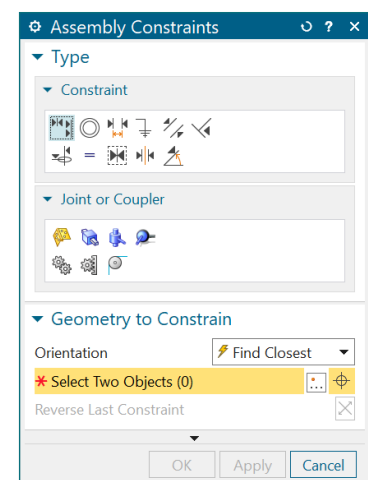 Assembly Constraints
Type
Constraint
Joint or Coupler
Geometry to Constrain
Orientation Find Closest
* Select Two Objects (0)
Reverse Last Constraint
OK Apply Cancel